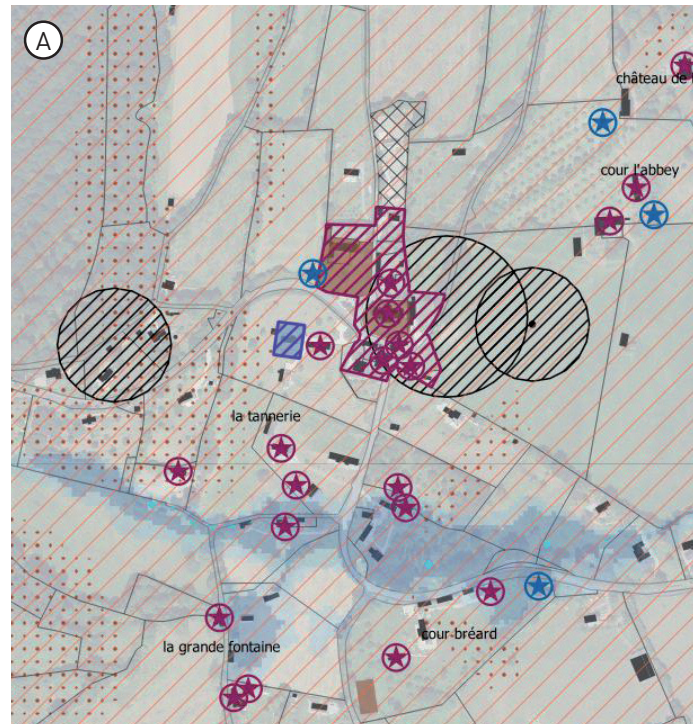 A
château de
cour l'abbey
la tannerie
la grande fontaine
cour bréard